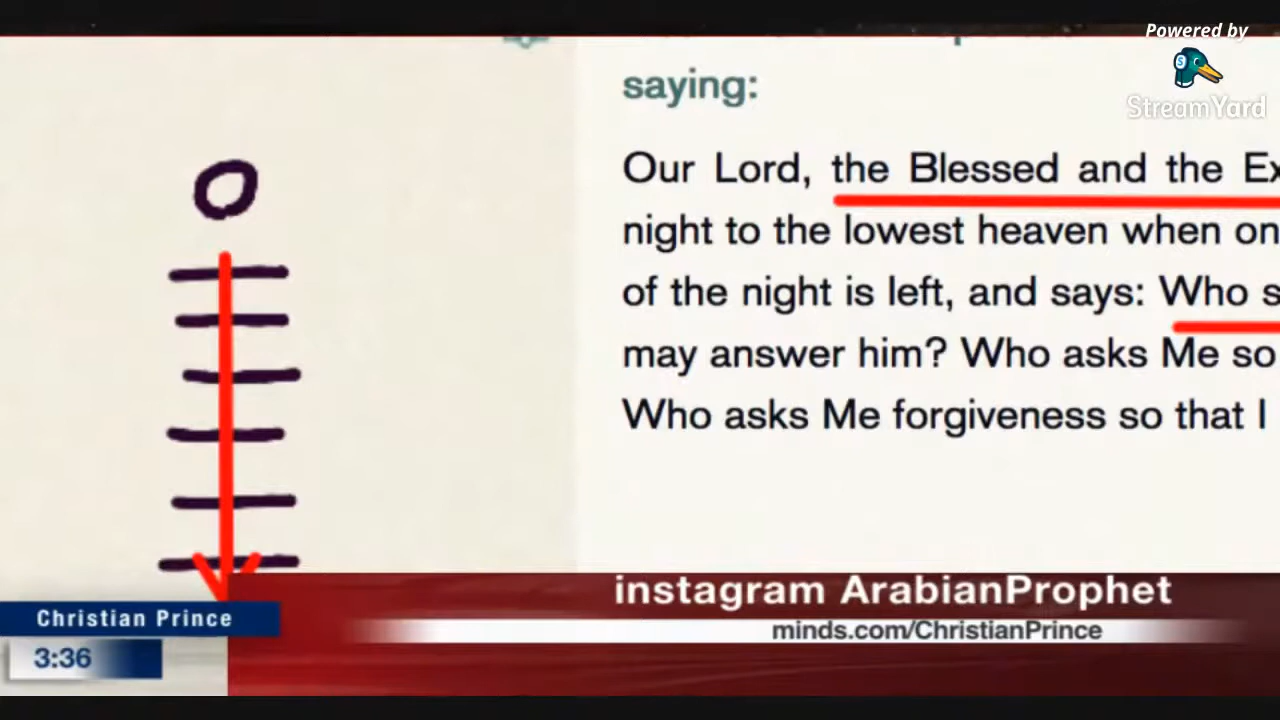 Powered by
StreamYard
saying:
Our Lord, the Blessed and the
night to the lowest heaven when on
of the night is left, and says: Who s
may answer him? Who asks Me so
Who asks Me forgiveness so that I
instagram ArabianProphet
Christian Prince
minds.com/ChristianPrince
3:36